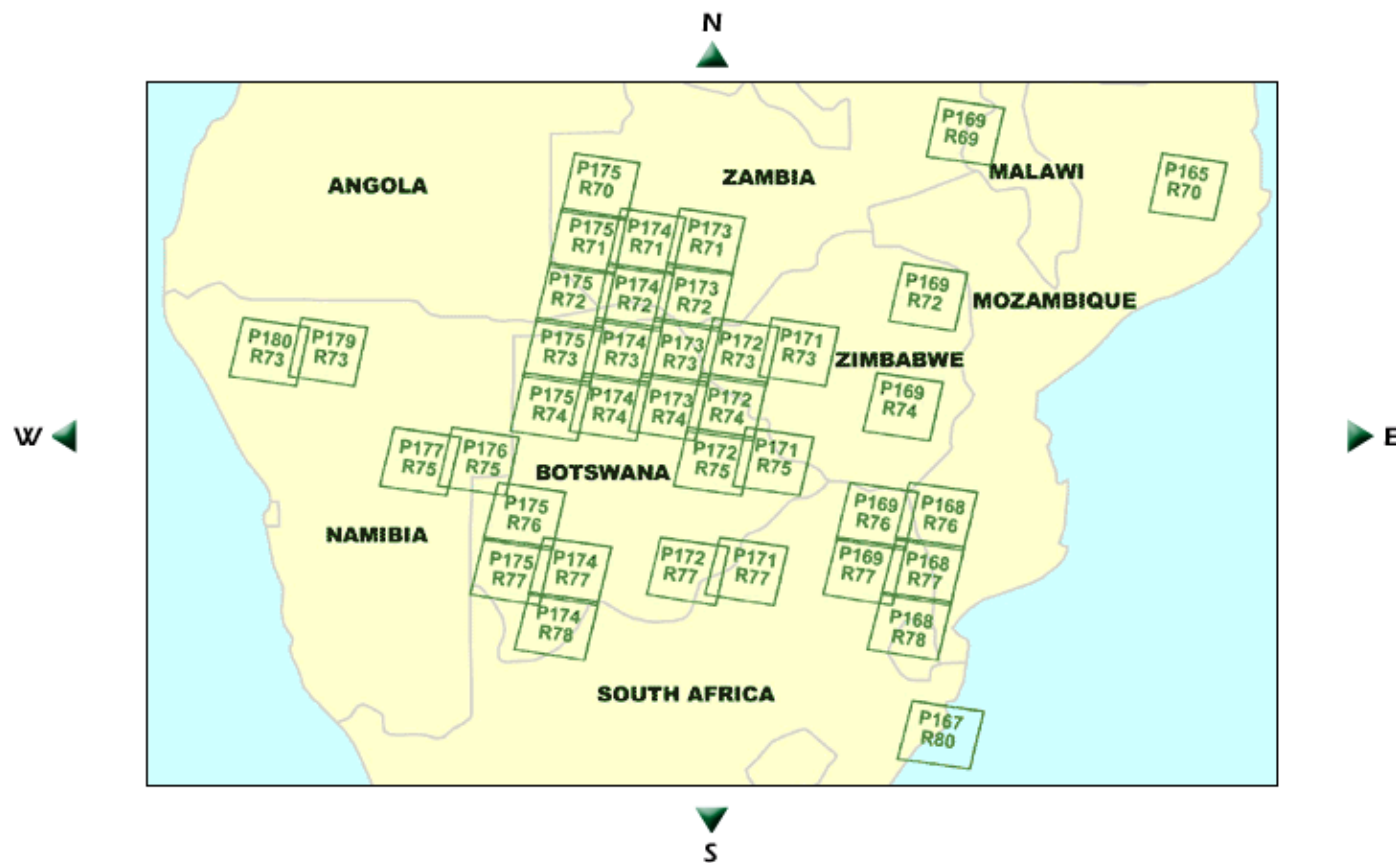 N
P169
R69
ANGOLA
P175
R70
ZAMBIA
MALAWI
P165
R70
P175
R71
P174
R71
P173
R71
P175
R72
P174
R72
P173
R72
P169
R72
MOZAMBIQUE
P180
R73
P179
R73
P175
R73
P174
R73
P173
R73
P172
R73
P171
R73
ZIMBABWE
P175
R74
P174
R74
P173
R74
P172
R74
P169
R74
W
E
P177
R75
P176
R75
BOTSWANA
P172
R75
P171
R75
NAMIBIA
P175
R76
P169
R76
P168
R76
P175
R77
P174
R77
P172
R77
P171
R77
P169
R77
P168
R77
P174
R78
P168
R78
SOUTH AFRICA
P167
R80
S